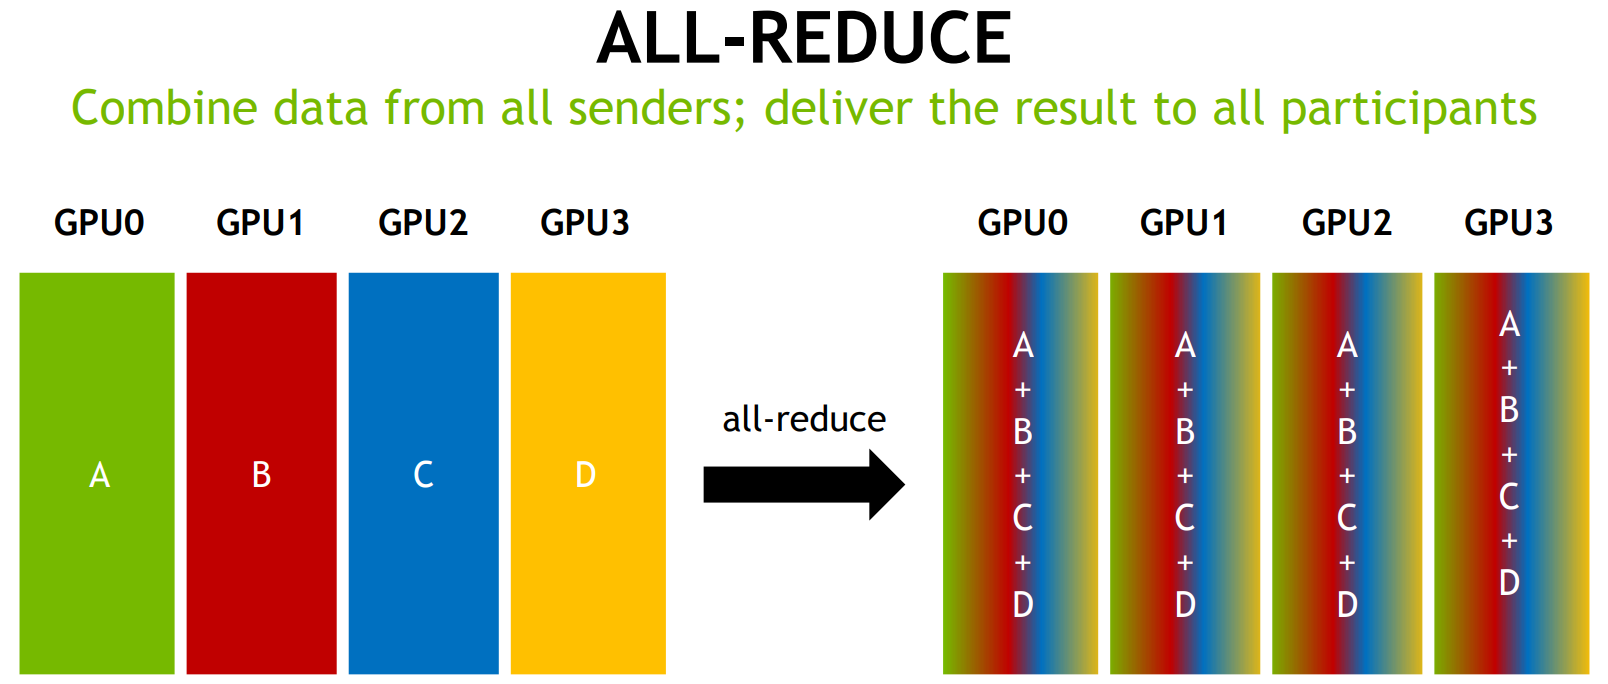 ALL-REDUCE
Combine data from all senders; deliver the result to all participants
GPU0 GPU1 GPU2 GPU3
A B C D
all-reduce
GPU0 GPU1 GPU2 GPU3
A
+
B
+
C
+
D
A
+
B
+
C
+
D
A
+
B
+
C
+
D
A
+
B
+
C
+
D